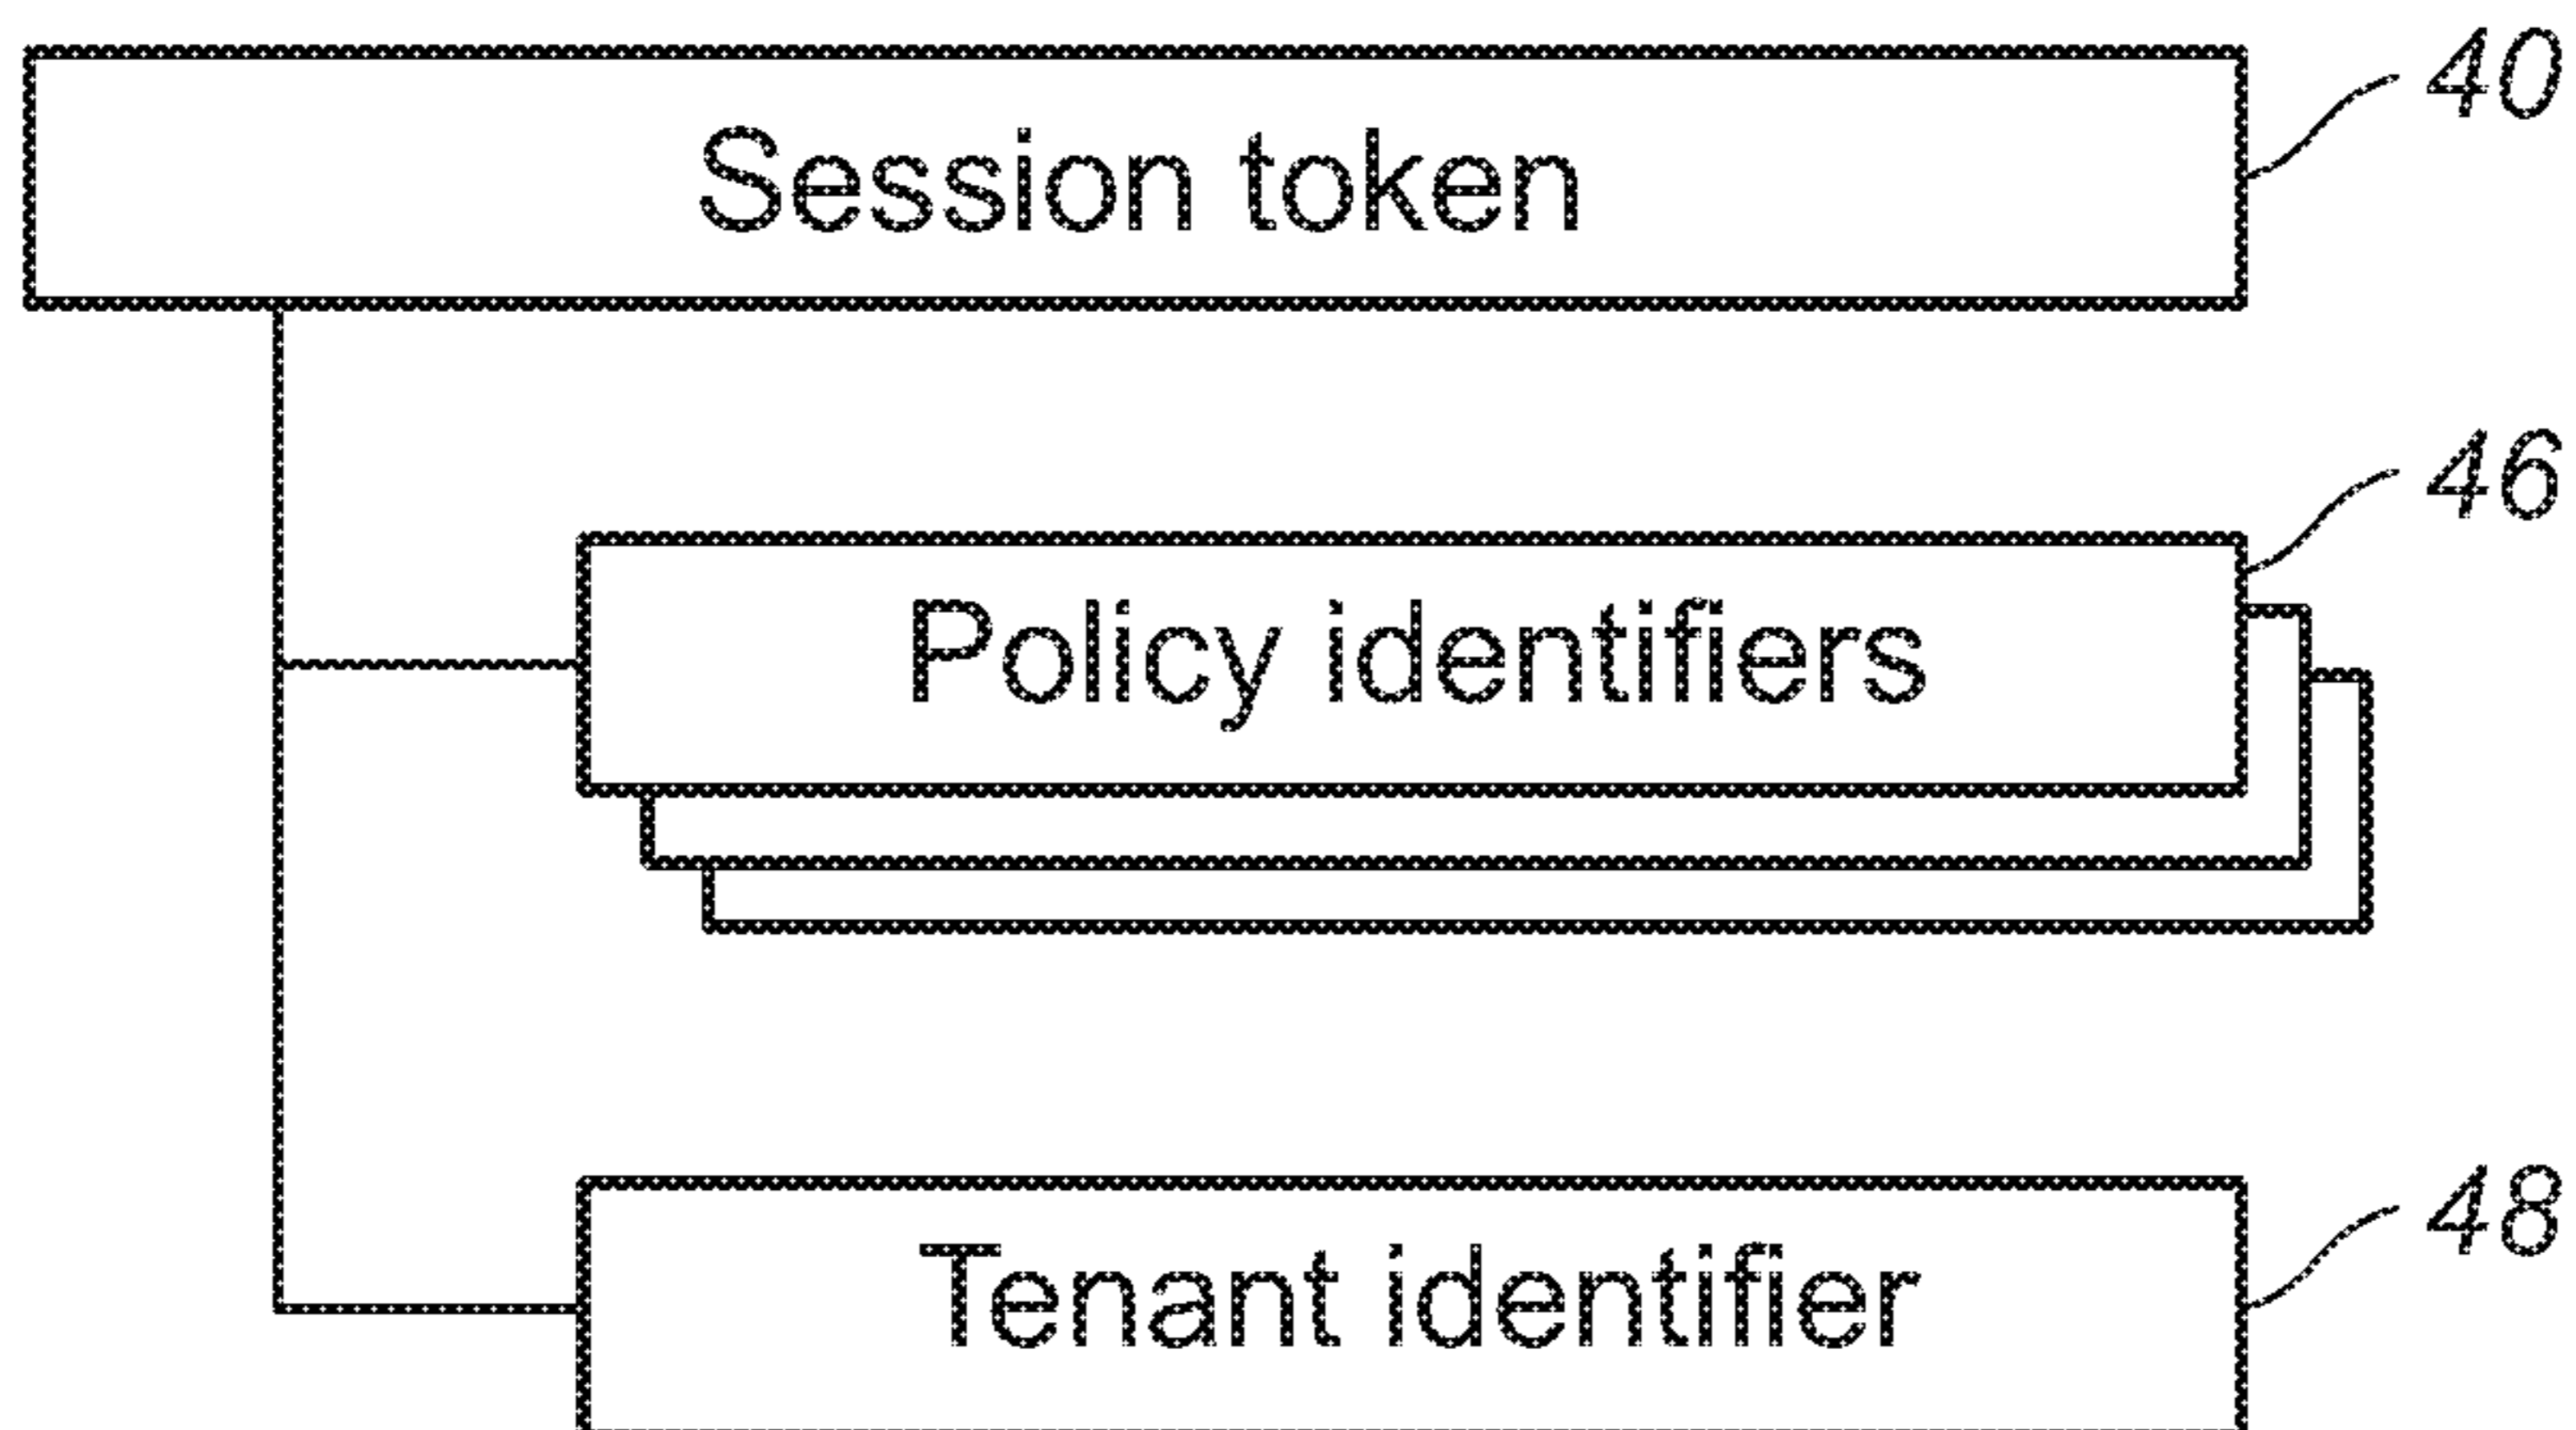 Session token
40
Policy identifiers
46
Tenant identifier
48